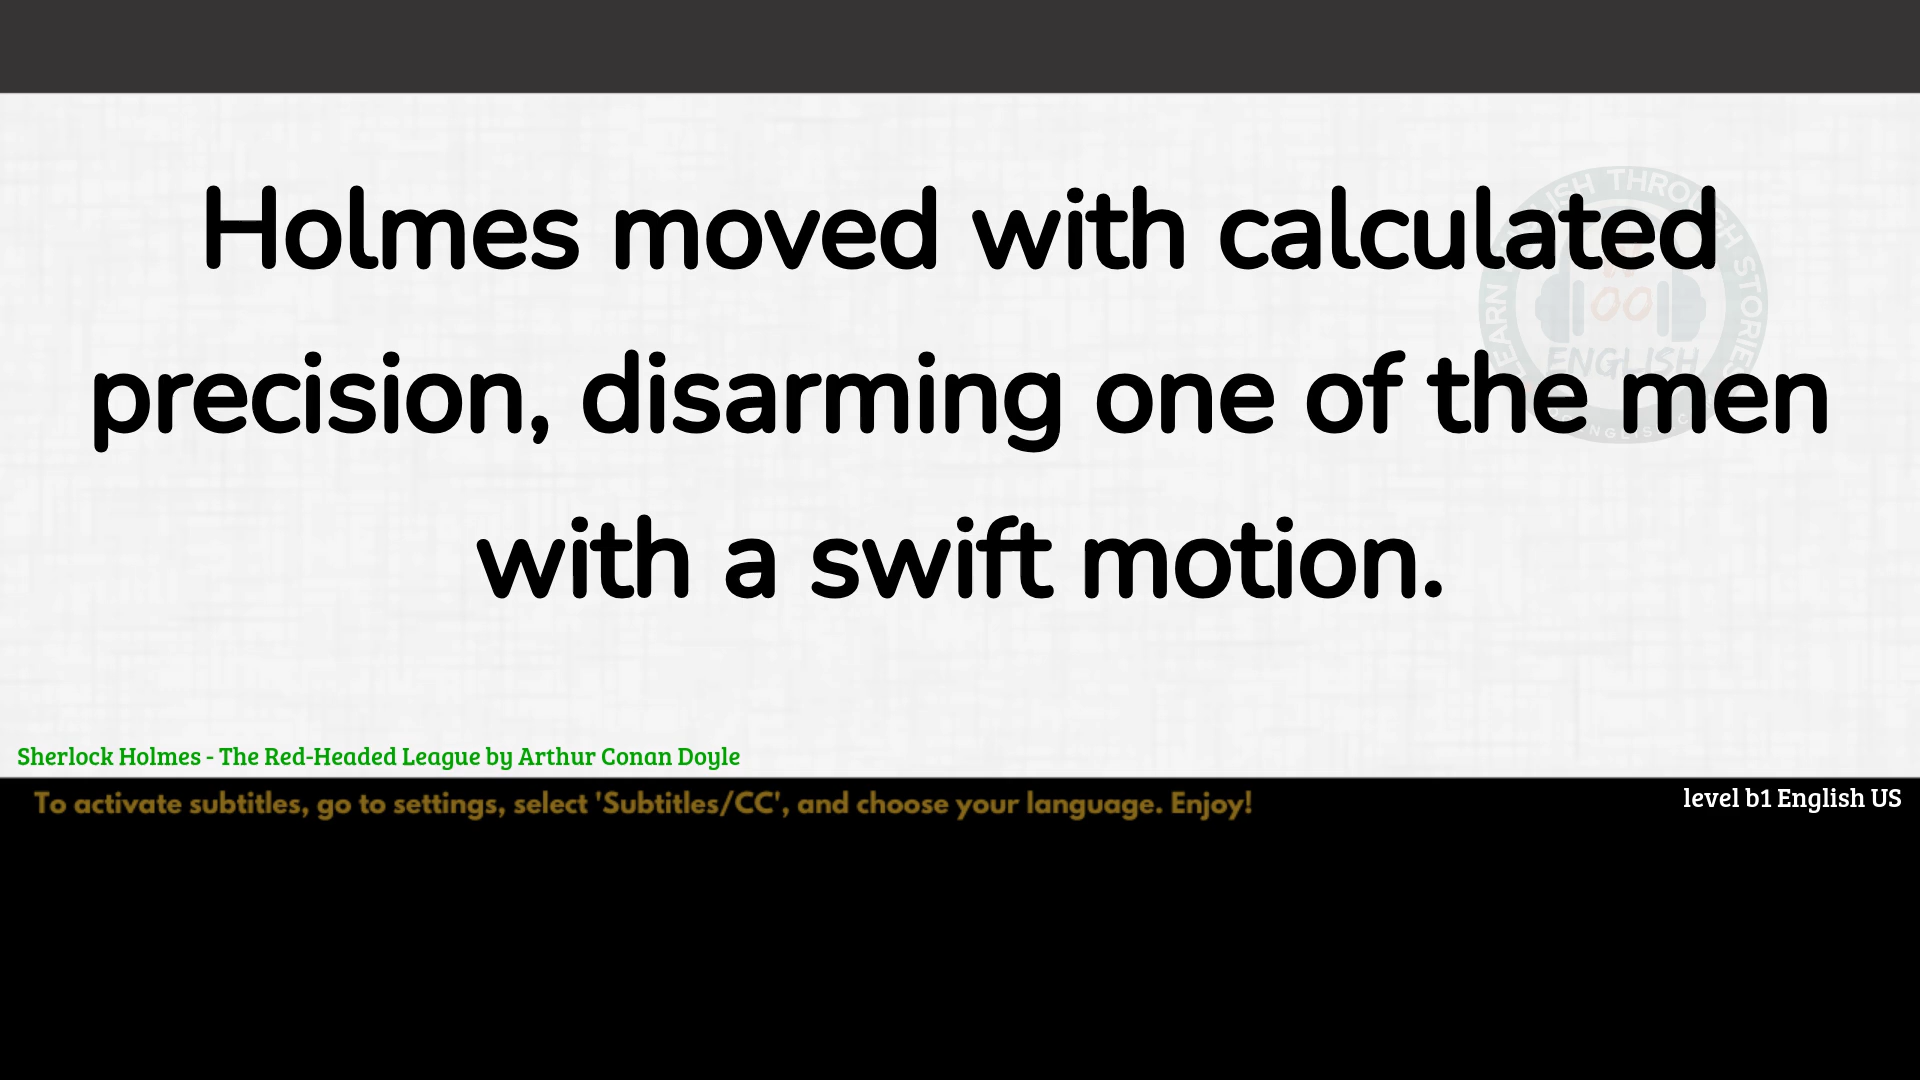 Holmes moved with calculated
precision, disarming one of the men
with a swift motion.
ENGLISH
Sherlock Holmes - The Red-Headed League by Arthur Conan Doyle
To activate subtitles, go to settings, select 'Subtitles/CC', and choose your language. Enjoy!
level b1 English US